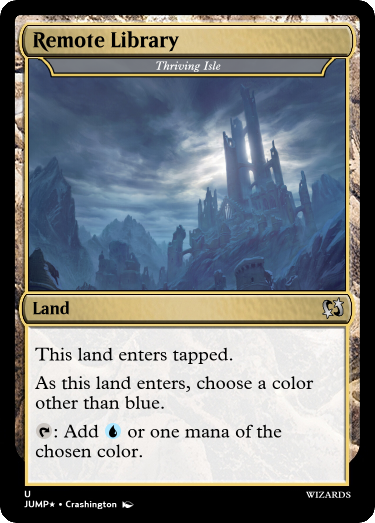 Remote Library
Thriving Isle
Land
This land enters tapped.
As this land enters, choose a color
other than blue.
: Add or one mana of the
chosen color.
U
JUMP★ • Crashington
WIZARDS